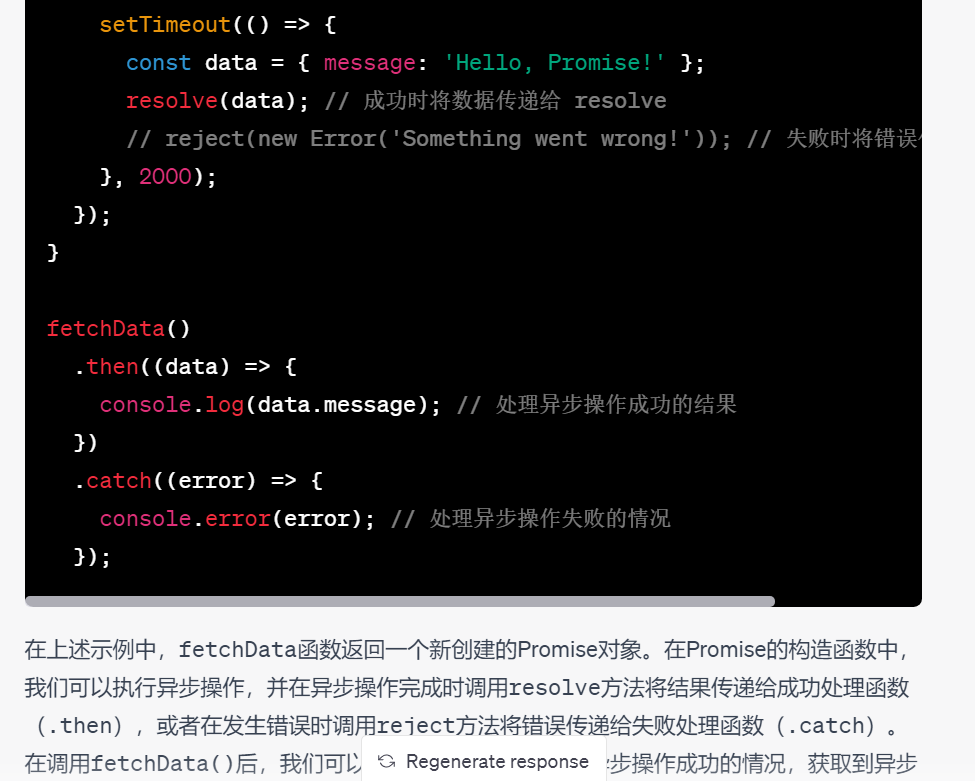 setTimeout(() => {
const data = { message: 'Hello, Promise!' };
resolve(data); // 成功时将数据传递给 resolve
// reject(new Error('Something went wrong!')); // 失败时将错误
}, 2000);
});
}
fetchData()
.then((data) => {
console.log(data.message); // 处理异步操作成功的结果
})
.catch((error) => {
console.error(error); // 处理异步操作失败的情况
});
在上述示例中，fetchData函数返回一个新创建的Promise对象。在Promise的构造函数中，
我们可以执行异步操作，并在异步操作完成时调用resolve方法将结果传递给成功处理函数
（.then），或者在发生错误时调用reject方法将错误传递给失败处理函数（.catch）。
在调用fetchData()后，我们可以 步操作成功的情况，获取到异步
Regenerate response